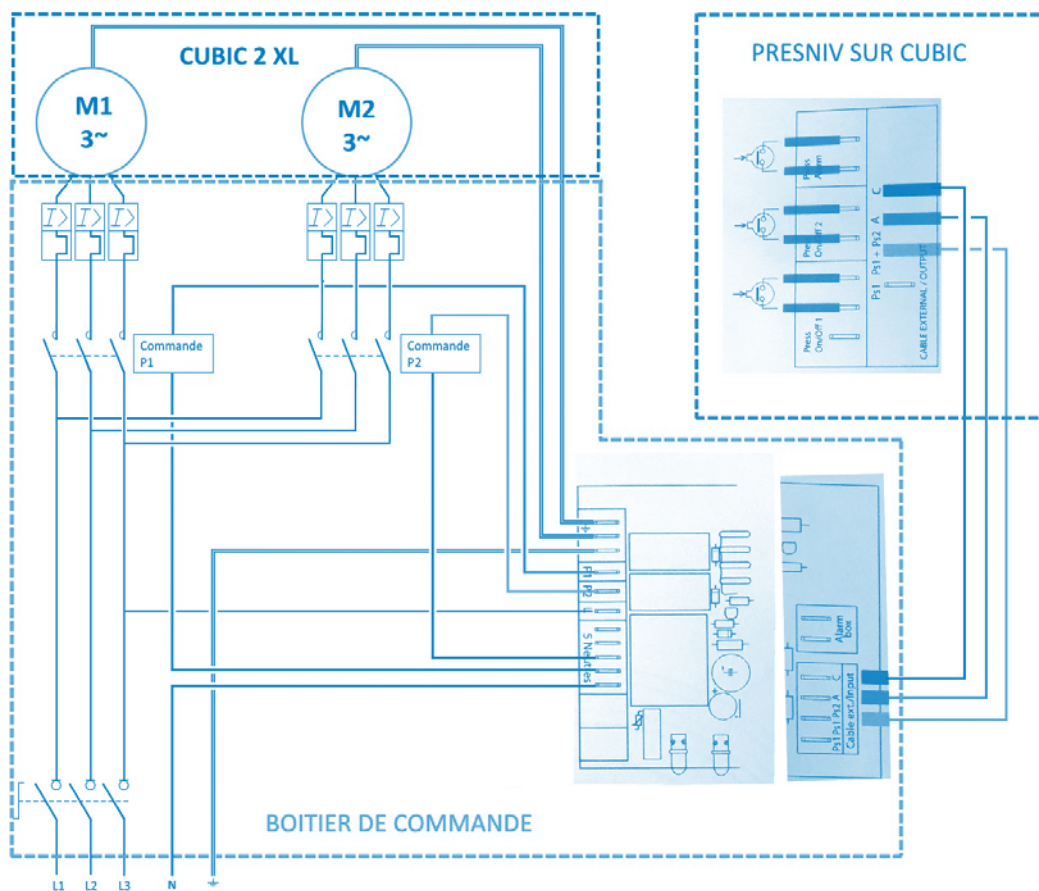 CUBIC 2 XL
M1
3~
M2
3~
PRESNIV SUR CUBIC
Press
Alarm
Press
On/Off 2
Press
On/Off 1
C
A
Ps1 + Ps2
Ps1
CABLE EXTERNAL / OUTPUT
I>
I>
I>
I>
I>
I>
Commande
P1
Commande
P2
P1
P2
L
5 Neutres
Alarm
box
C
A
Ps2
Ps1
Ps1
Cable ext./Input
BOITIER DE COMMANDE
L1
L2
L3
N